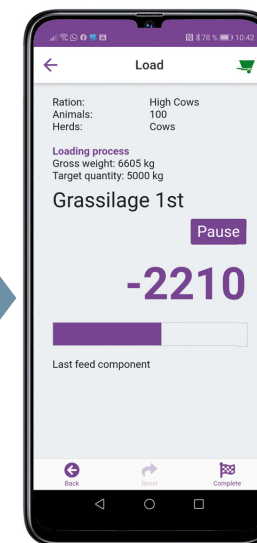 78 % 10:42
Load
Ration: High Cows
Animals: 100
Herds: Cows
Loading process
Gross weight: 6605 kg
Target quantity: 5000 kg
Grassilage 1st
Pause
-2210
Last feed component
Back Reset Complete